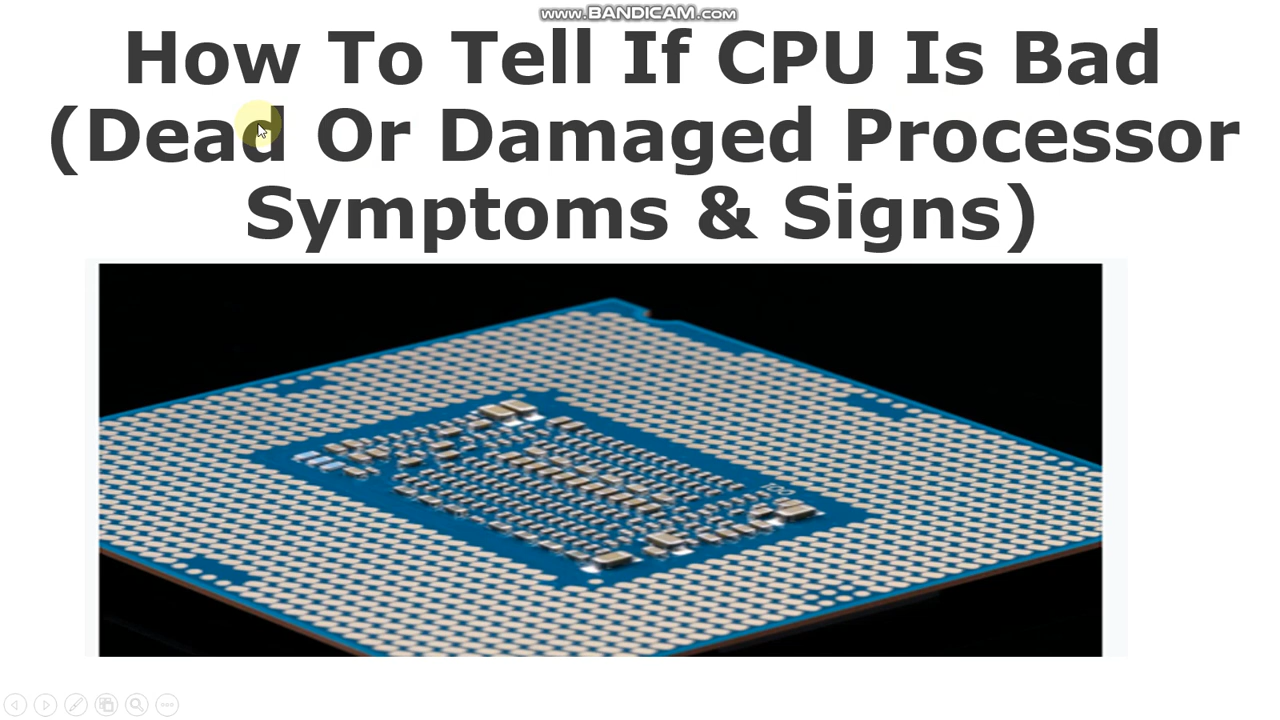 www.BANDICAM.com
How To Tell If CPU Is Bad
(Dead Or Damaged Processor
Symptoms & Signs)